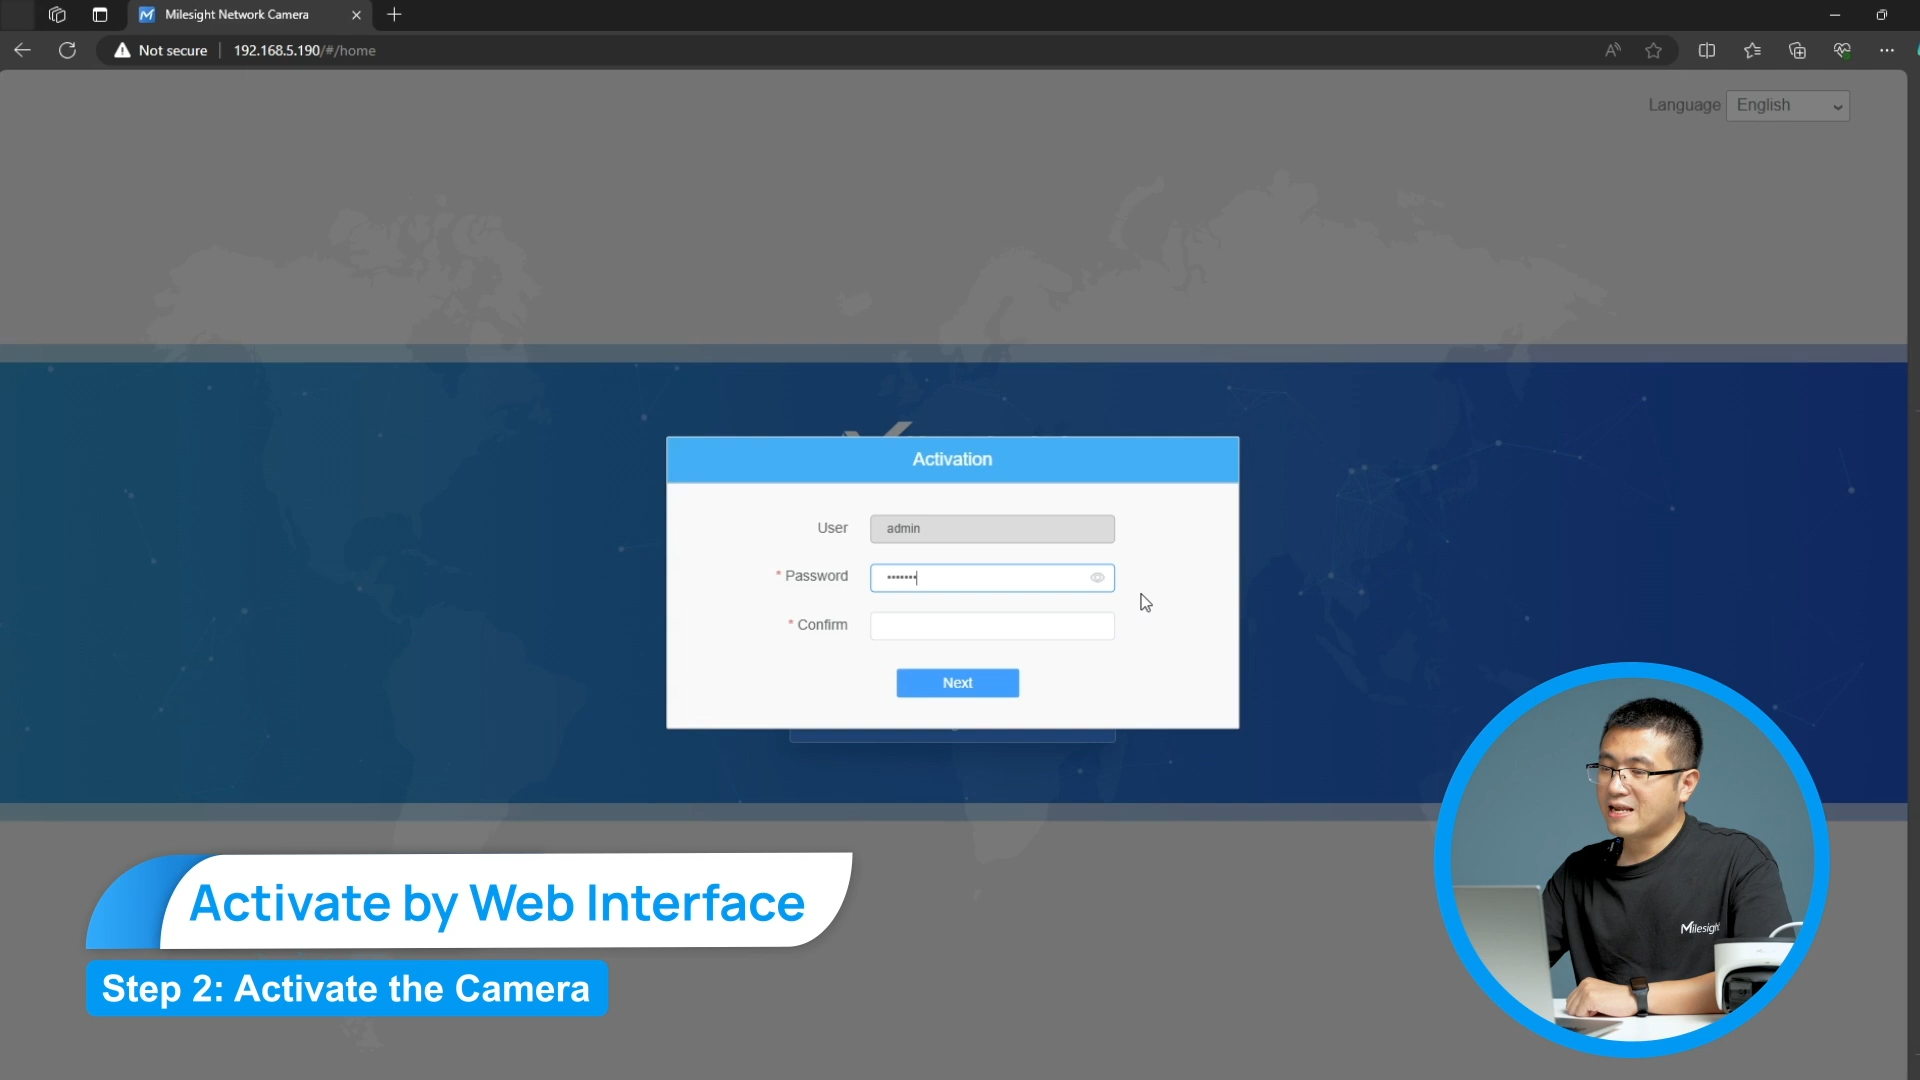 Milesight Network Camera
Not secure
192.168.5.190/#/home
Language English
Activation
User admin
* Password •••••••
* Confirm
Next
Activate by Web Interface
Step 2: Activate the Camera
Milesight